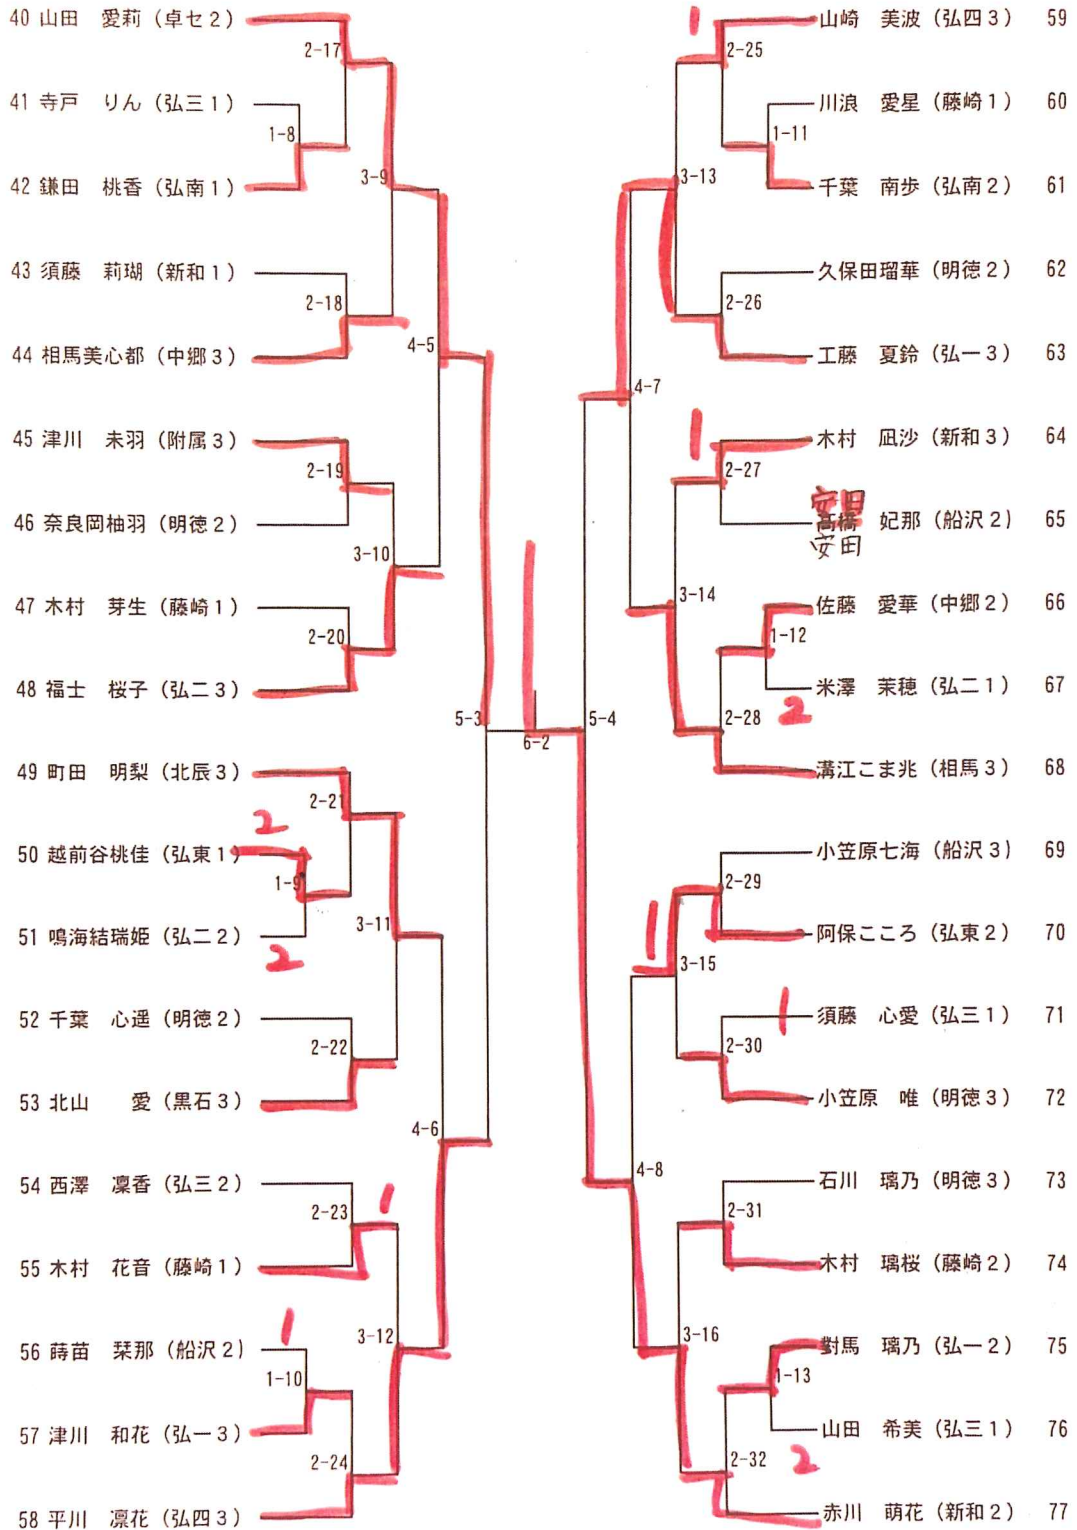 40 山田 愛莉 (卓セ2)
2-17
41 寺戸 りん (弘三1)
1-8
42 鎌田 桃香 (弘南1)
3-9
43 須藤 莉瑚 (新和1)
2-18
44 相馬美心都 (中郷3)
4-5
45 津川 未羽 (附属3)
2-19
46 奈良岡柚羽 (明徳2)
3-10
47 木村 芽生 (藤崎1)
2-20
48 福士 桜子 (弘二3)
5-3
6-2
49 町田 明梨 (北辰3)
2-21
2
50 越前谷桃佳 (弘東1)
1-9
51 鳴海結瑞姫 (弘二2)
2
3-11
52 千葉 心遥 (明徳2)
2-22
53 北山 愛 (黒石3)
4-6
54 西澤 凜香 (弘三2)
2-23
1
55 木村 花音 (藤崎1)
3-12
1
56 蒔苗 栞那 (船沢2)
1-10
57 津川 和花 (弘一3)
2-24
58 平川 凛花 (弘四3)
1
山崎 美波 (弘四3) 59
2-25
川浪 愛星 (藤崎1) 60
1-11
千葉 南歩 (弘南2) 61
3-13
久保田瑠華 (明徳2) 62
2-26
工藤 夏鈴 (弘一3) 63
4-7
1
木村 凪沙 (新和3) 64
2-27
安田
髙橋 妃那 (船沢2) 65
安田
3-14
佐藤 愛華 (中郷2) 66
1-12
米澤 茉穂 (弘二1) 67
2
2-28
溝江こま兆 (相馬3) 68
5-4
小笠原七海 (船沢3) 69
2-29
阿保こころ (弘東2) 70
1
3-15
1
須藤 心愛 (弘三1) 71
2-30
小笠原 唯 (明徳3) 72
4-8
石川 璃乃 (明徳3) 73
2-31
木村 璃桜 (藤崎2) 74
3-16
對馬 璃乃 (弘一2) 75
1-13
山田 希美 (弘三1) 76
2
2-32
赤川 萌花 (新和2) 77